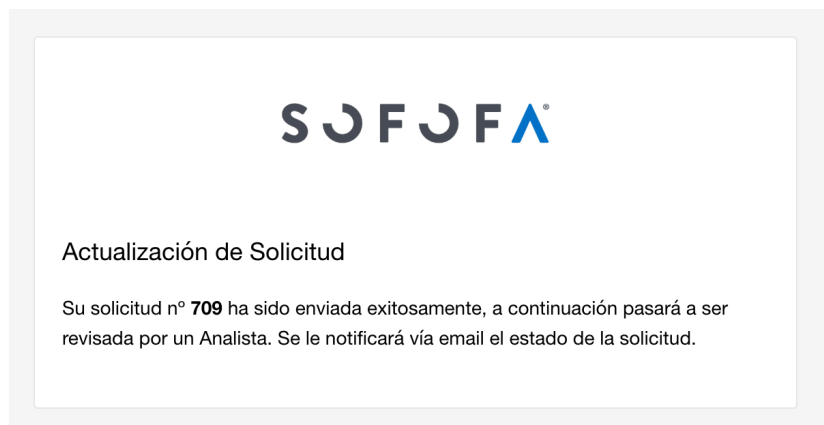 SOFOFA®
Actualización de Solicitud
Su solicitud nº 709 ha sido enviada exitosamente, a continuación pasará a ser
revisada por un Analista. Se le notificará vía email el estado de la solicitud.